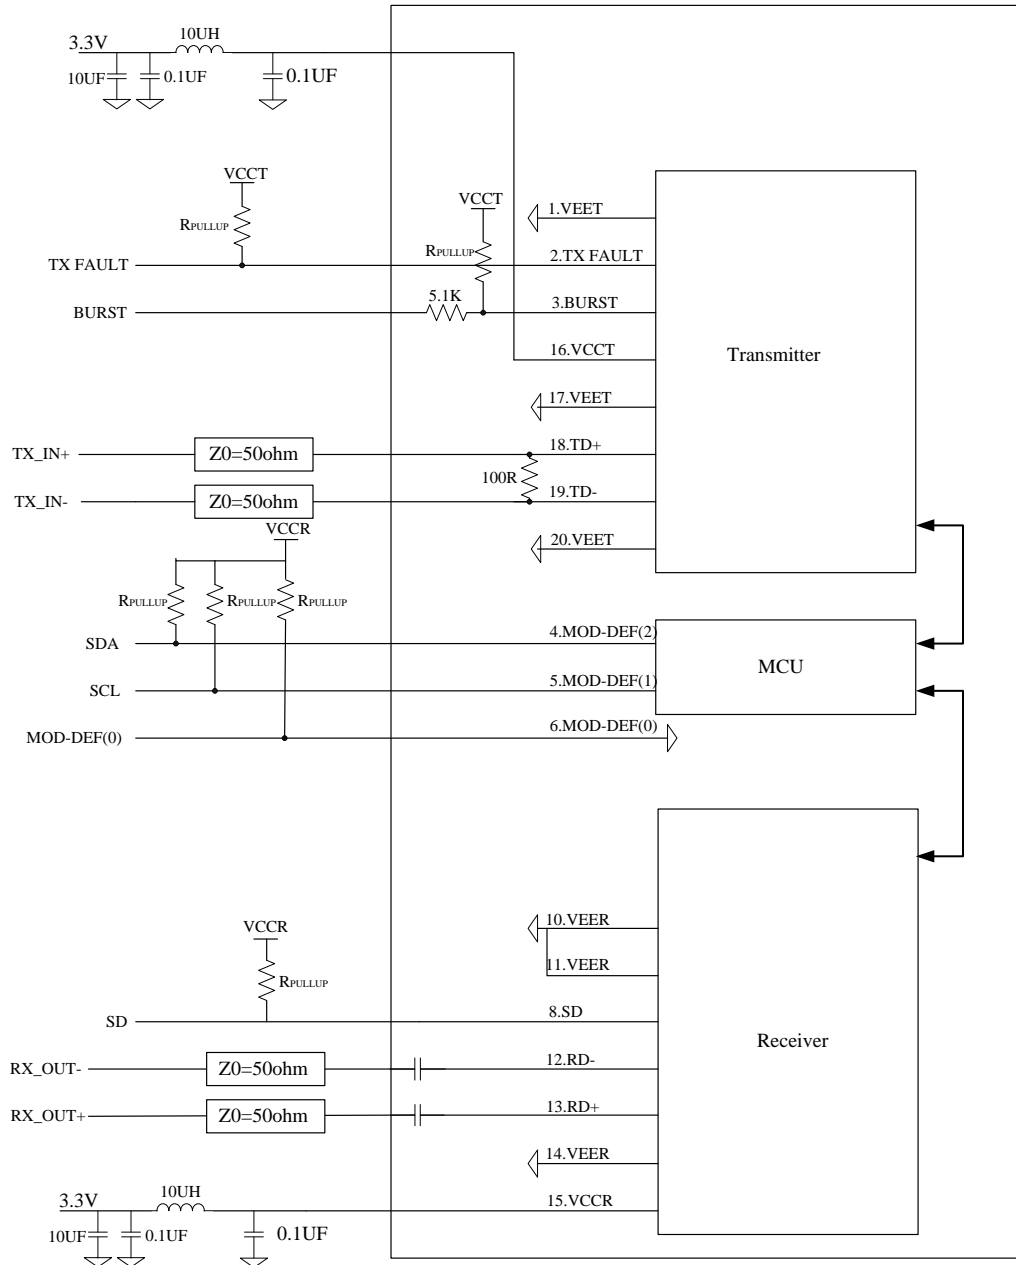 3.3V
10UH
10UF
0.1UF
0.1UF
VCCT
RPULLUP
VCCT
RPULLUP
1.VEET
TX FAULT
2.TX FAULT
BURST
5.1K
3.BURST
16.VCCT
Transmitter
17.VEET
TX_IN+
Z0=50ohm
18.TD+
100R
TX_IN-
Z0=50ohm
19.TD-
VCCR
20.VEET
RPULLUP
RPULLUP
RPULLUP
SDA
4.MOD-DEF(2)
MCU
SCL
5.MOD-DEF(1)
MOD-DEF(0)
6.MOD-DEF(0)
VCCR
RPULLUP
10.VEER
11.VEER
SD
8.SD
Receiver
RX_OUT-
Z0=50ohm
12.RD-
RX_OUT+
Z0=50ohm
13.RD+
14.VEER
3.3V
10UH
15.VCCR
10UF
0.1UF
0.1UF